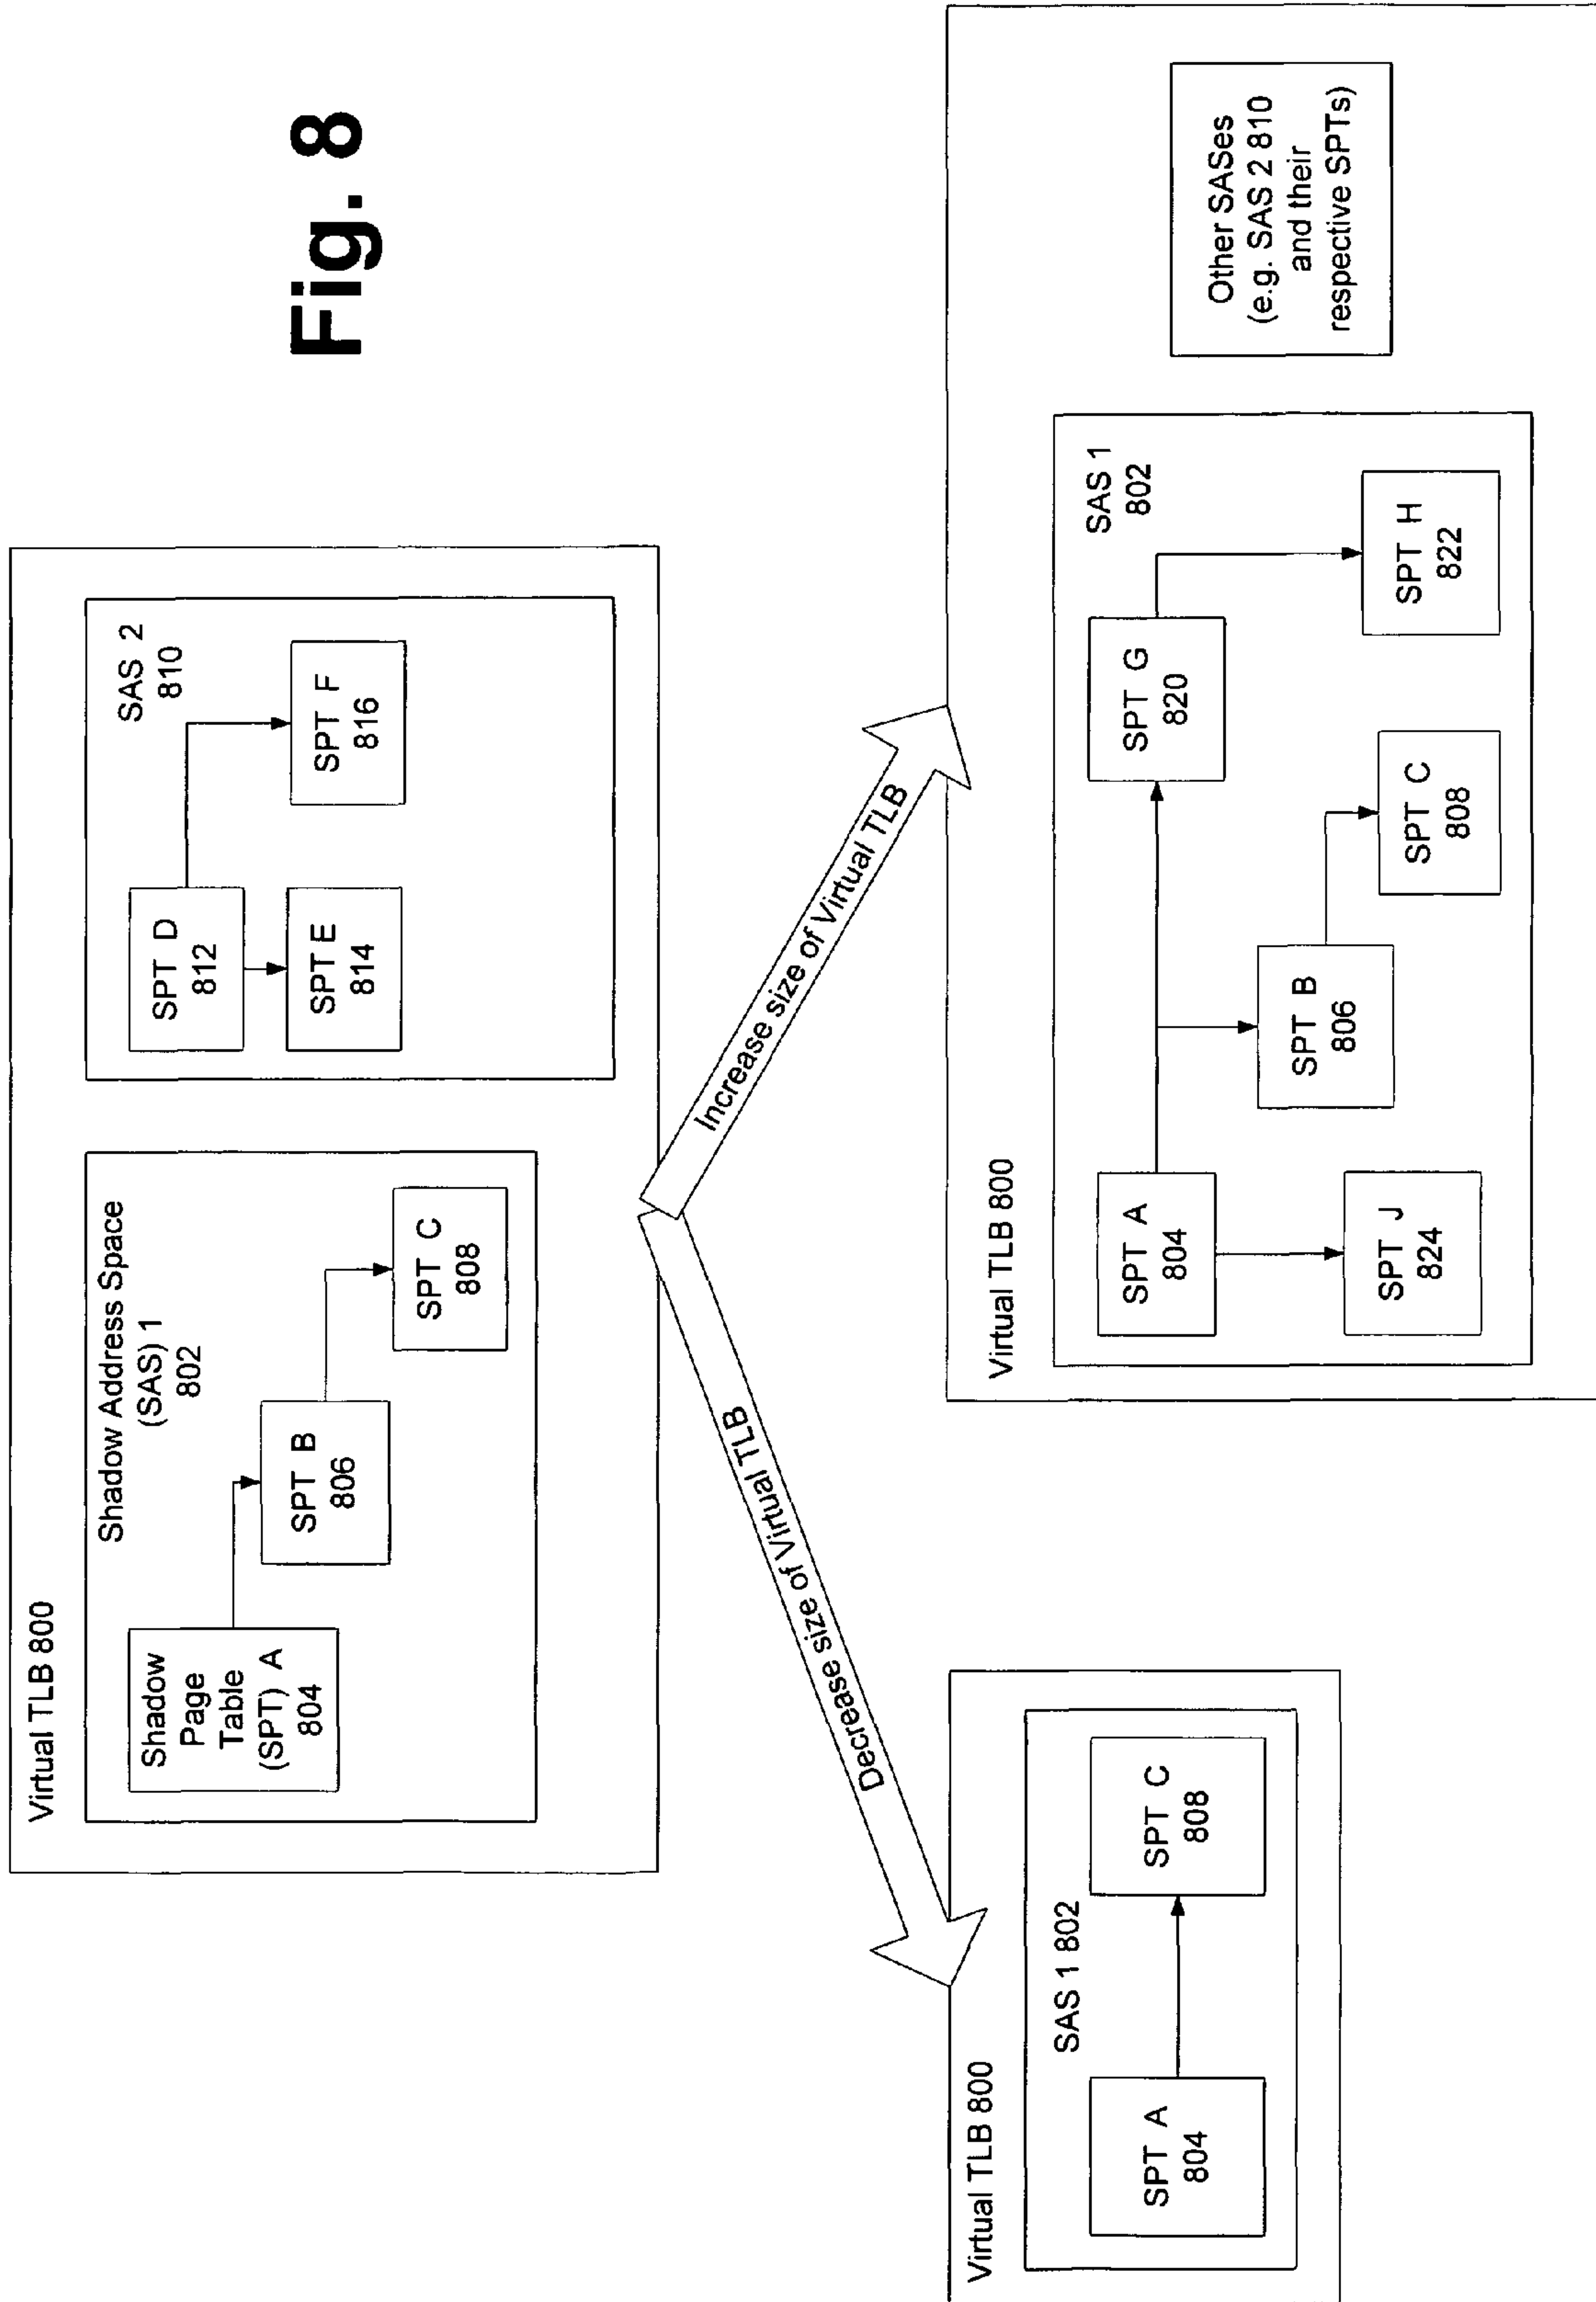 Fig. 8
Virtual TLB 800
Shadow Address Space
(SAS) 1
802
Shadow
Page
Table
(SPT) A
804
SPT B
806
SPT C
808
SAS 2
810
SPT D
812
SPT E
814
SPT F
816
Decrease size of Virtual TLB
Increase size of Virtual TLB
Virtual TLB 800
SAS 1 802
SPT A
804
SPT C
808
Virtual TLB 800
SAS 1
802
SPT A
804
SPT J
824
SPT B
806
SPT C
808
SPT G
820
SPT H
822
Other SASes
(e.g. SAS 2 810
and their
respective SPTs)